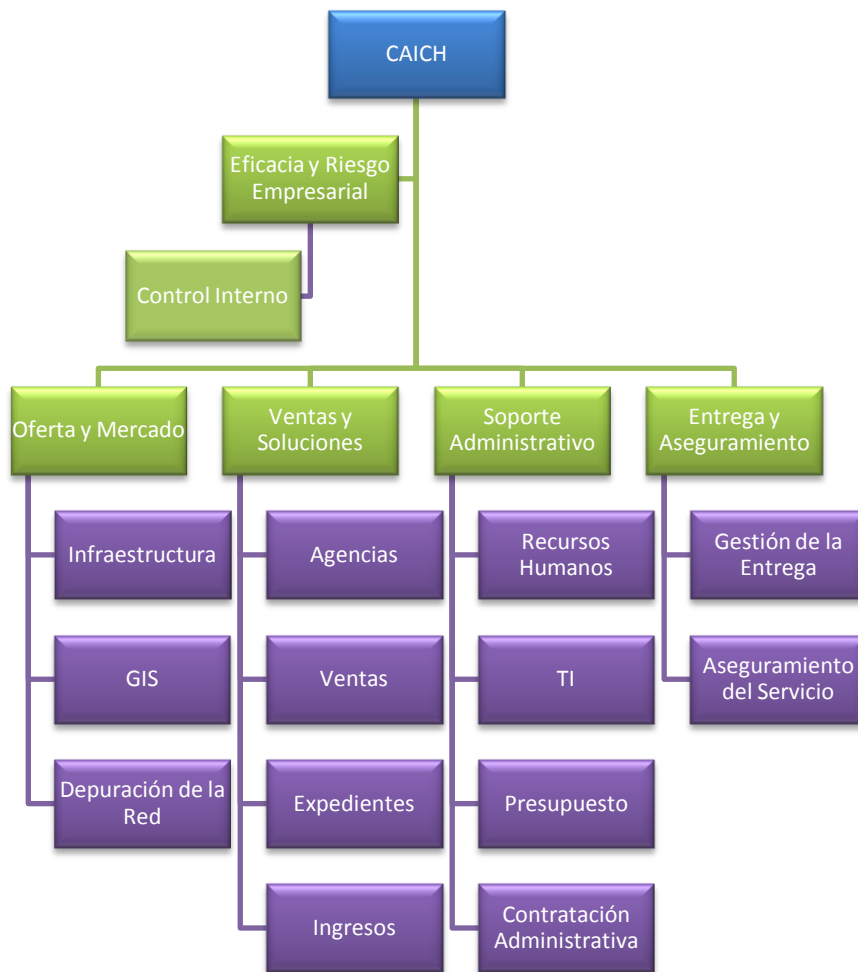 CAICH
Eficacia y Riesgo
Empresarial
Control Interno
Oferta y Mercado
Ventas y
Soluciones
Soporte
Administrativo
Entrega y
Aseguramiento
Infraestructura
Agencias
Recursos
Humanos
Gestión de la
Entrega
GIS
Ventas
TI
Aseguramiento
del Servicio
Depuración de la
Red
Expedientes
Presupuesto
Ingresos
Contratación
Administrativa